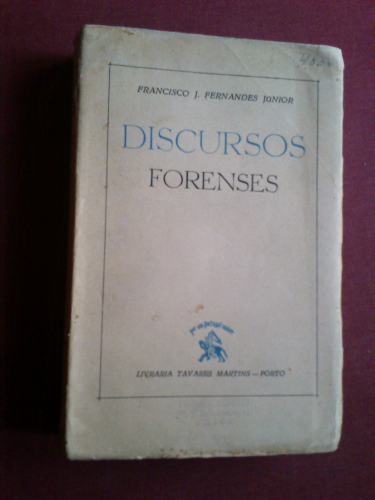 FRANCISCO J. FERNANDES JUNIOR
DISCURSOS
FORENSES
LIVRARIA TAVARES MARTINS — PORTO